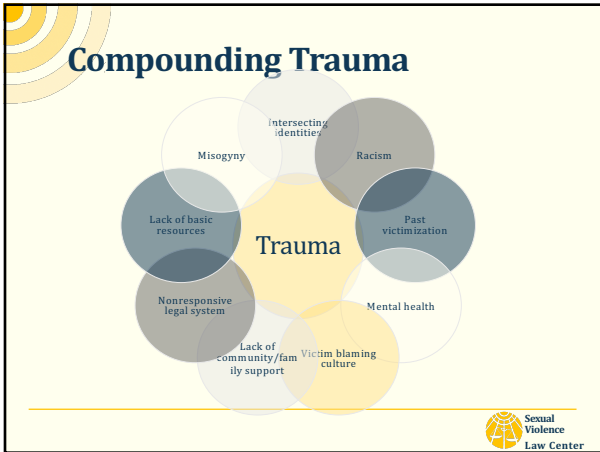 Compounding Trauma
Intersecting
identities
Misogyny
Racism
Lack of basic
resources
Past
victimization
Trauma
Nonresponsive
legal system
Mental health
Lack of
community/fam
ily support
Victim blaming
culture
Sexual
Violence
Law Center